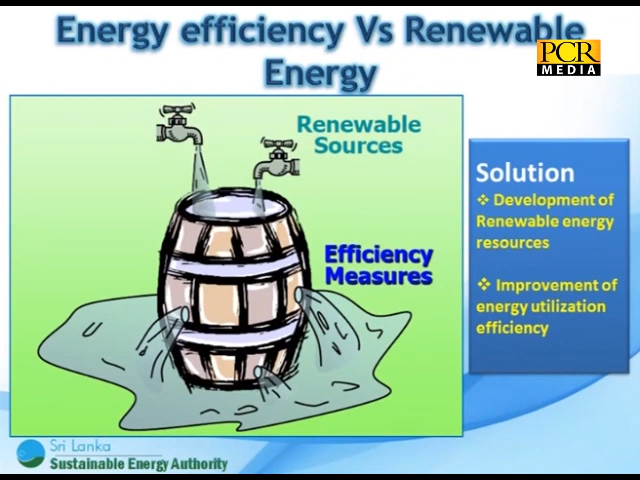 Energy efficiency Vs Renewable
Energy
PCR
MEDIA
Renewable
Sources
Efficiency
Measures
Solution
❖ Development of
Renewable energy
resources
❖ Improvement of
energy utilization
efficiency
Sri Lanka
Sustainable Energy Authority